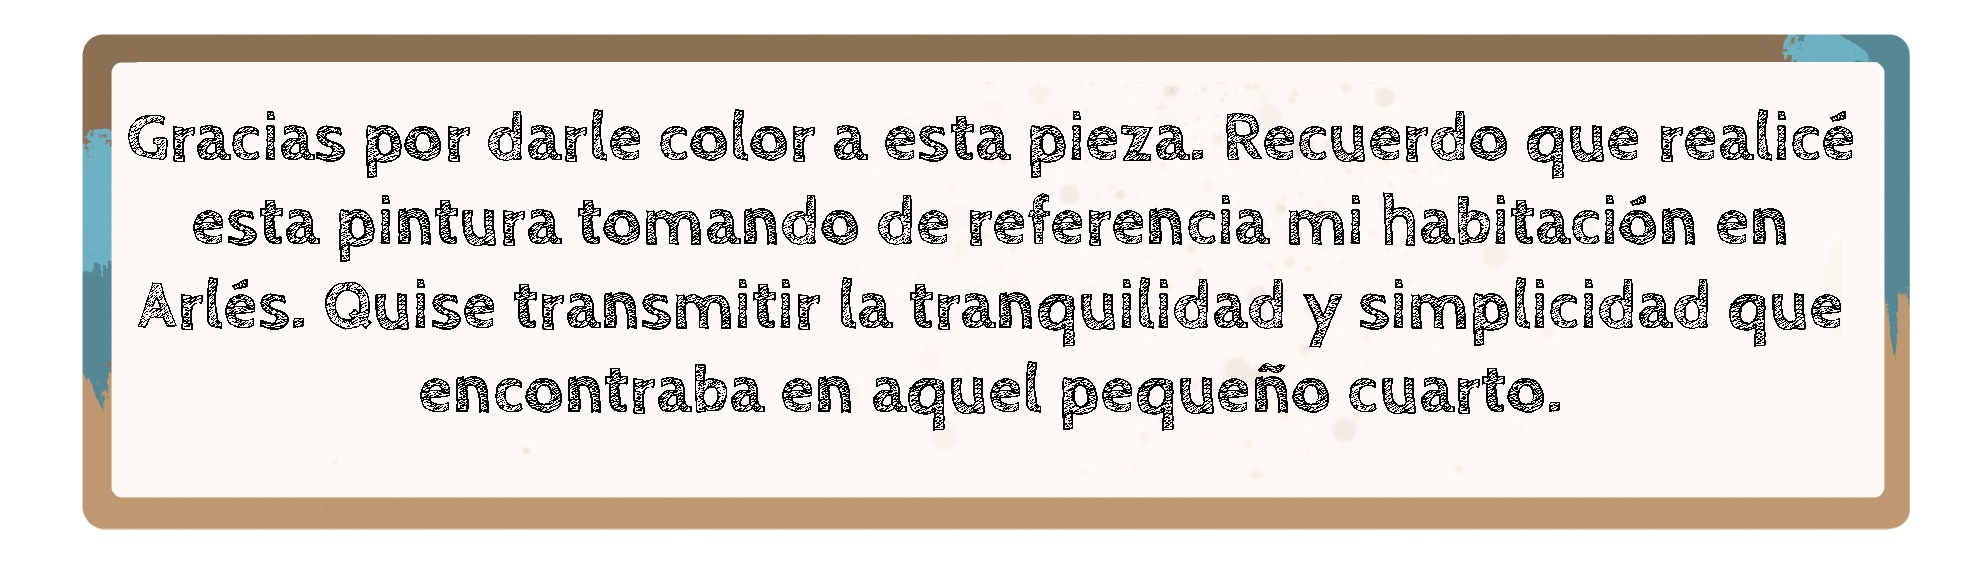 Gracias por darle color a esta pieza. Recuerdo que realicé
esta pintura tomando de referencia mi habitación en
Arlés. Quise transmitir la tranquilidad y simplicidad que
encontraba en aquel pequeño cuarto.